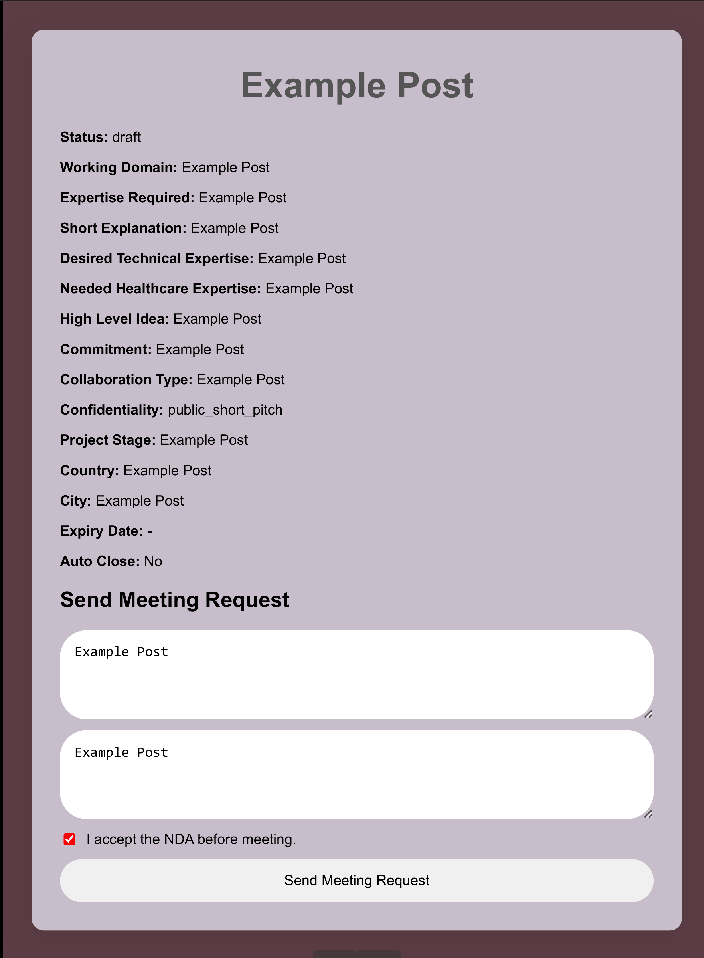 Example Post
Status: draft
Working Domain: Example Post
Expertise Required: Example Post
Short Explanation: Example Post
Desired Technical Expertise: Example Post
Needed Healthcare Expertise: Example Post
High Level Idea: Example Post
Commitment: Example Post
Collaboration Type: Example Post
Confidentiality: public_short_pitch
Project Stage: Example Post
Country: Example Post
City: Example Post
Expiry Date: -
Auto Close: No
Send Meeting Request
Example Post
Example Post
I accept the NDA before meeting.
Send Meeting Request